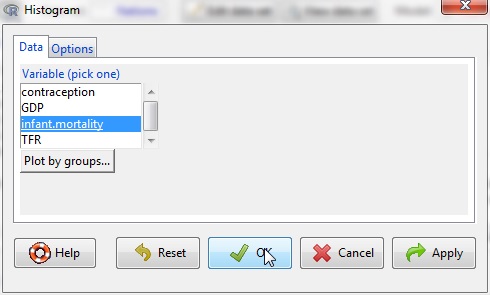 Histogram
Data Options
Variable (pick one)
contraception
GDP
infant.mortality
TFR
Plot by groups...
Help Reset OK Cancel Apply